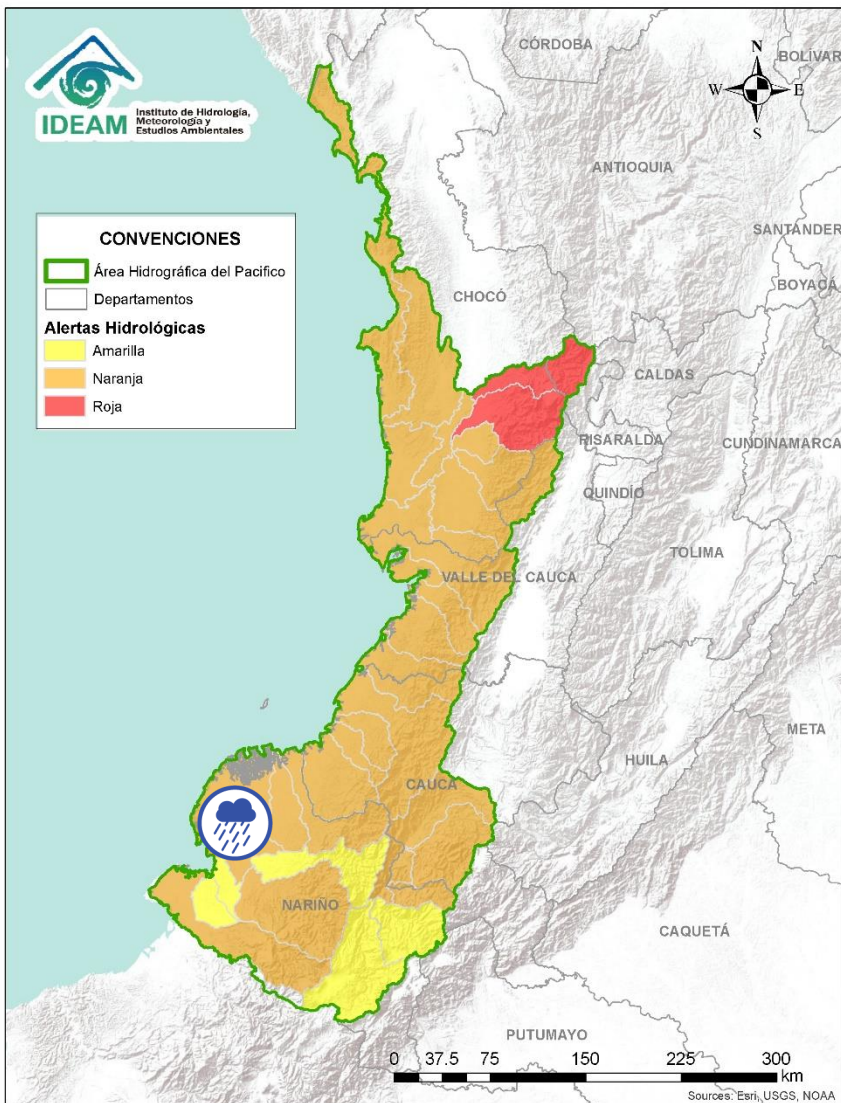 IDEAM
Instituto de Hidrología,
Meteorología y
Estudios Ambientales
N
W
E
S
CÓRDOBA
BOLÍVAR
ANTIOQUIA
SANTANDER
BOYACÁ
CHOCÓ
CALDAS
RISARALDA
CUNDINAMARCA
QUINDÍO
TOLIMA
VALLE DEL CAUCA
META
HUILA
CAUCA
NARIÑO
CAQUETÁ
PUTUMAYO
CONVENCIONES
Área Hidrográfica del Pacifico
Departamentos
Alertas Hidrológicas
Amarilla
Naranja
Roja
0 37.5 75 150 225 300
km
Sources: Esri, USGS, NOAA